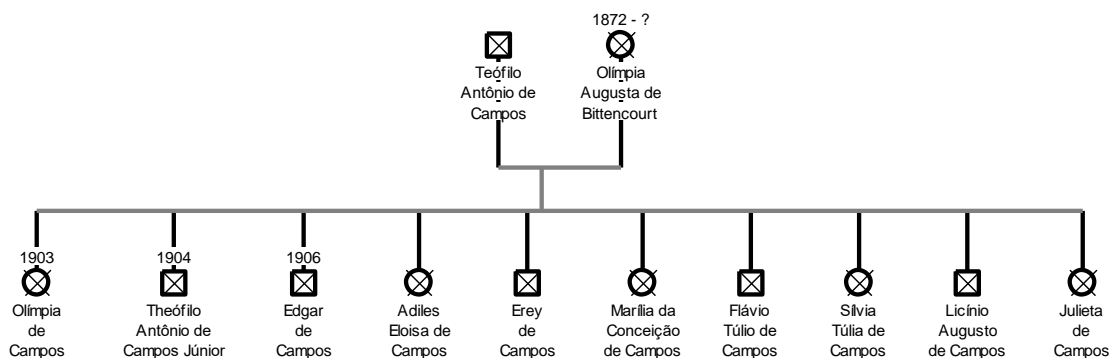 1872 - ?
Teófilo
Antônio de
Campos
Olímpia
Augusta de
Bittencourt
1903
Olímpia
de
Campos
1904
Theófilo
Antônio de
Campos Júnior
1906
Edgar
de
Campos
Adiles
Eloisa de
Campos
Erey
de
Campos
Marília da
Conceição
de Campos
Flávio
Túlio de
Campos
Sílvia
Túlia de
Campos
Licínio
Augusto
de Campos
Julieta
de
Campos